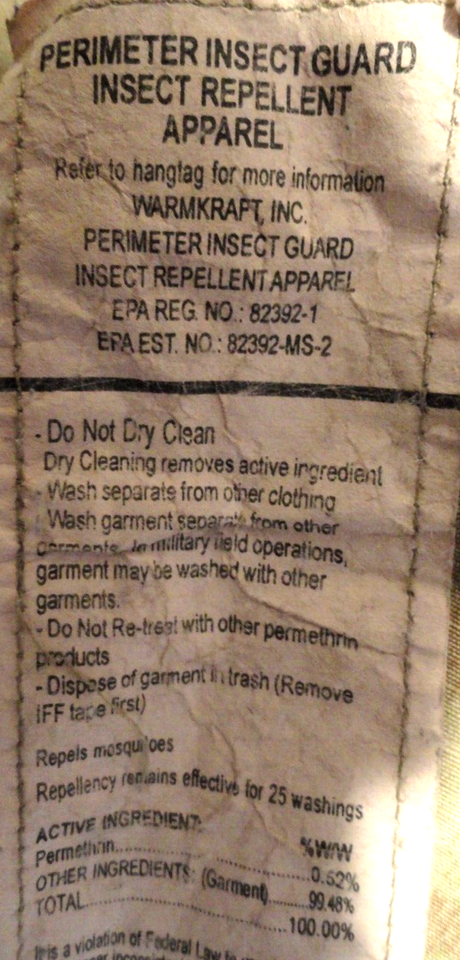 PERIMETER INSECT GUARD
INSECT REPELLENT
APPAREL
Refer to hangtag for more information
WARMKRAFT, INC.
PERIMETER INSECT GUARD
INSECT REPELLENT APPAREL
EPA REG. NO.: 82392-1
EPA EST. NO.: 82392-MS-2
- Do Not Dry Clean
Dry Cleaning removes active ingredient
- Wash separate from other clothing
Wash garment separate from other
garments. In military field operations,
garment may be washed with other
garments.
- Do Not Re-treat with other permethrin
products
- Dispose of garment in trash (Remove
IFF tape first)
Repels mosquitoes
Repellency remains effective for 25 washings
ACTIVE INGREDIENT: %W/W
Permethrin.....................0.52%
OTHER INGREDIENTS: (Garment)........99.48%
TOTAL.......................100.00%
It is a violation of Federal Law to